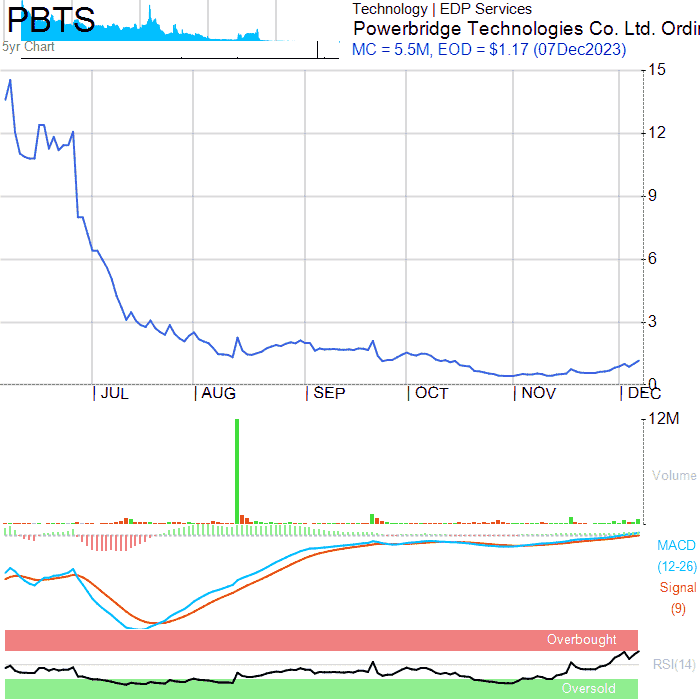 PBTS
Technology | EDP Services
Powerbridge Technologies Co. Ltd. Ordi
5yr Chart
MC = 5.5M, EOD = $1.17 (07Dec2023)
15
12
9
6
3
0
JUL AUG SEP OCT NOV DEC
12M
Volume
MACD
(12-26)
Signal
(9)
Overbought
RSI(14)
Oversold